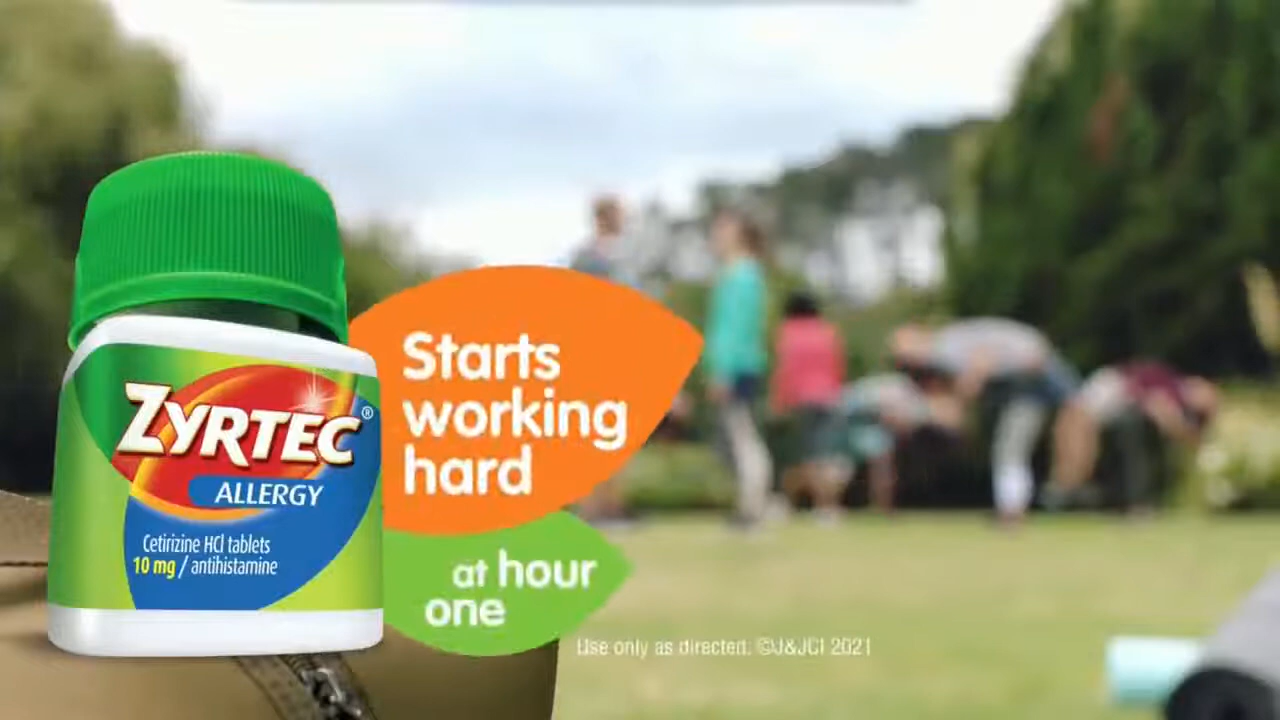 ZYRTEC®
ALLERGY
Cetirizine HCl tablets
10 mg / antihistamine
Starts
working
hard
at hour
one
Use only as directed. ©J&JCI 2021